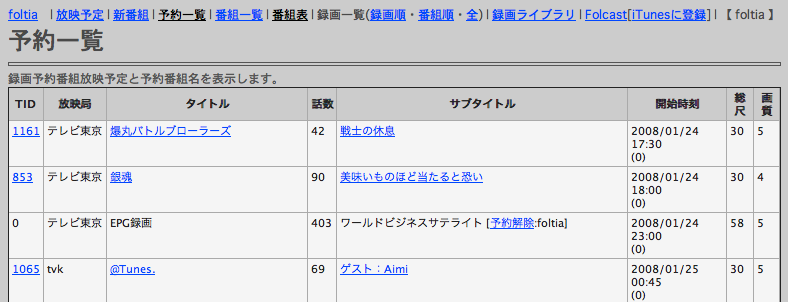 foltia | 放映予定 | 新番組 | 予約一覧 | 番組一覧 | 番組表 | 録画一覧(録画順・番組順・全) | 録画ライブラリ | Folcast[iTunesに登録] | 【 foltia 】
予約一覧
録画予約番組放映予定と予約番組名を表示します。
TID 放映局 タイトル 話数 サブタイトル 開始時刻 総尺 画質
1161 テレビ東京 爆丸バトルブローラーズ 42 戦士の休息 2008/01/24 17:30 (0) 30 5
853 テレビ東京 銀魂 90 美味いものほど当たると恐い 2008/01/24 18:00 (0) 30 4
0 テレビ東京 EPG録画 403 ワールドビジネスサテライト [予約解除:foltia] 2008/01/24 23:00 (0) 58 5
1065 tvk @Tunes. 69 ゲスト：Aimi 2008/01/25 00:45 (0) 30 5